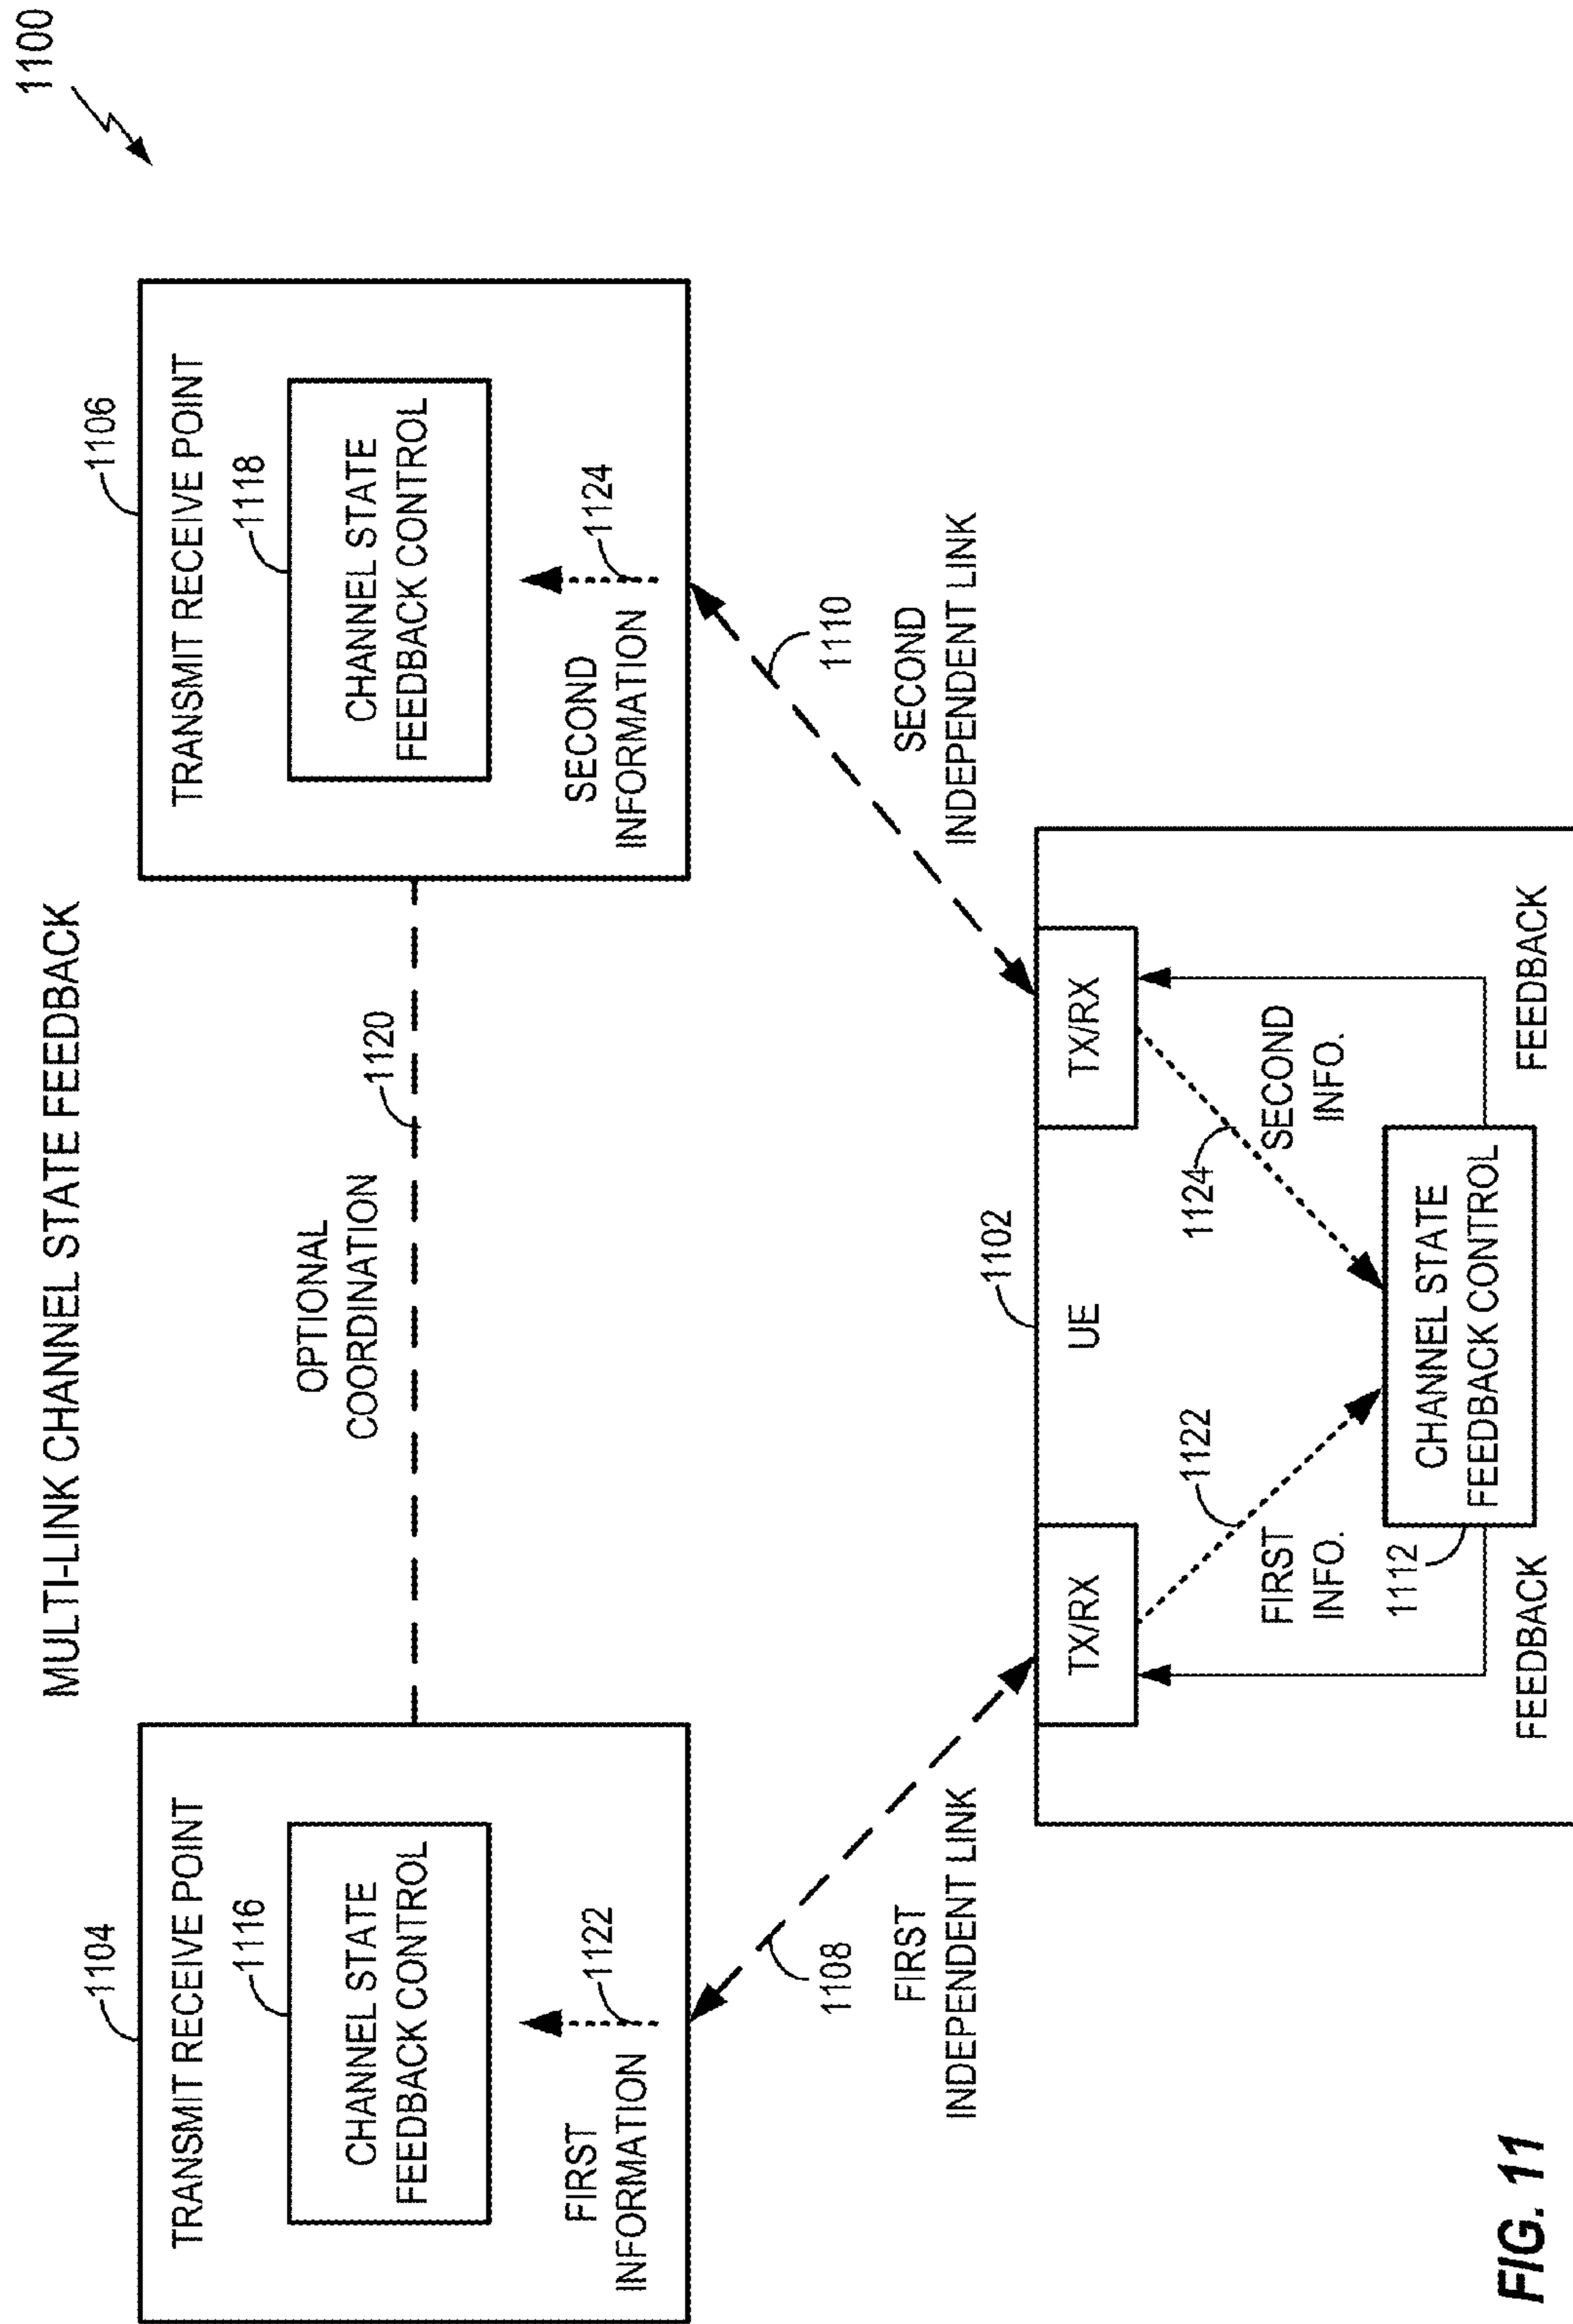 MULTI-LINK CHANNEL STATE FEEDBACK
1100
1104
TRANSMIT RECEIVE POINT
1116
CHANNEL STATE
FEEDBACK CONTROL
FIRST
INFORMATION
1122
OPTIONAL
COORDINATION
1120
1106
TRANSMIT RECEIVE POINT
1118
CHANNEL STATE
FEEDBACK CONTROL
SECOND
INFORMATION
1124
1108
FIRST
INDEPENDENT LINK
1110
SECOND
INDEPENDENT LINK
1102
UE
TX/RX
TX/RX
1122
FIRST
INFO.
1124
SECOND
INFO.
1112
CHANNEL STATE
FEEDBACK CONTROL
FEEDBACK
FEEDBACK
FIG. 11